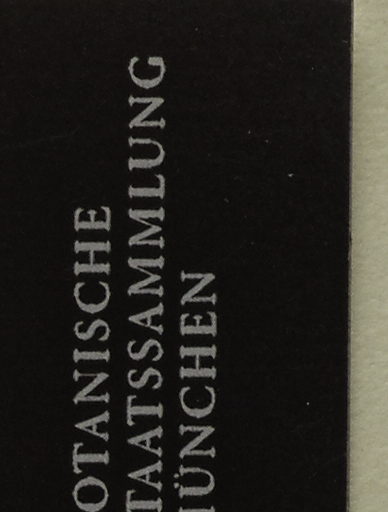 OTANISCHE
TAATSSAMMLUNG
ÜNCHEN